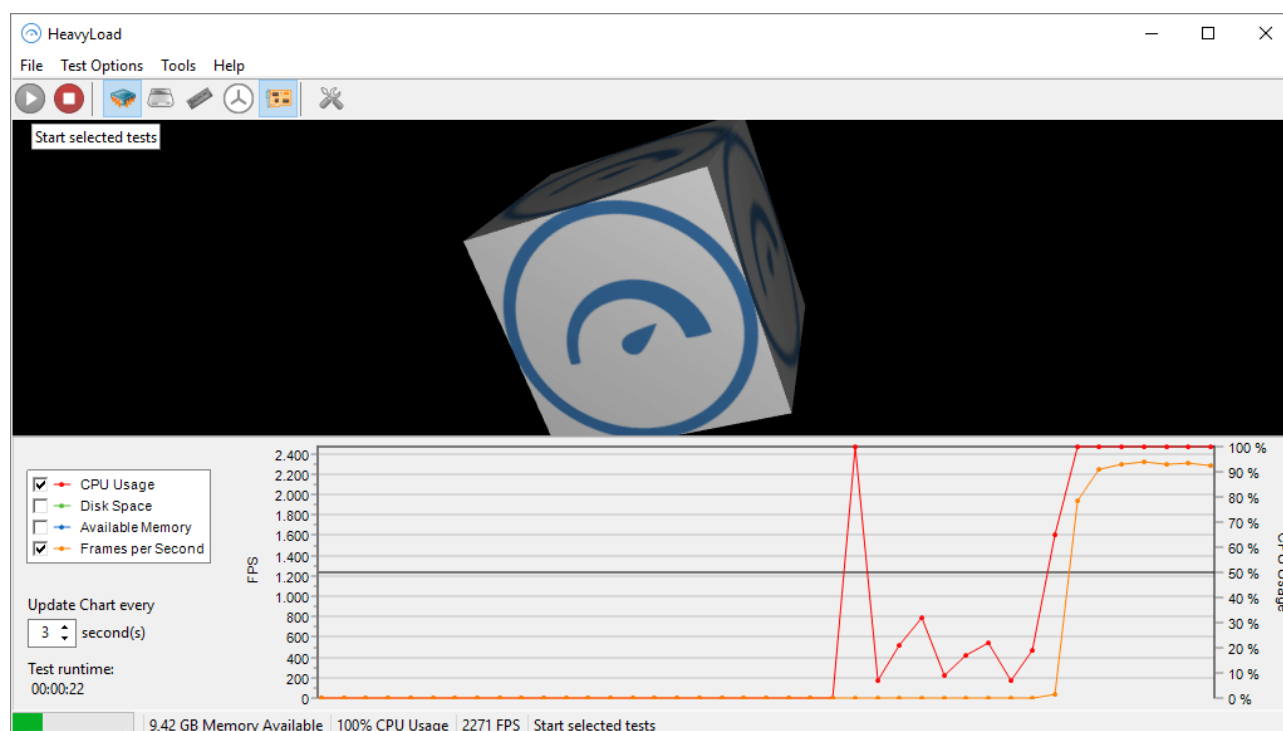 HeavyLoad
File Test Options Tools Help
Start selected tests
CPU Usage
Disk Space
Available Memory
Frames per Second
Update Chart every
3 second(s)
Test runtime:
00:00:22
FPS
2.400
2.200
2.000
1.800
1.600
1.400
1.200
1.000
800
600
400
200
0
100 %
90 %
80 %
70 %
60 %
50 %
40 %
30 %
20 %
10 %
0 %
CPU Usage
9.42 GB Memory Available 100% CPU Usage 2271 FPS Start selected tests